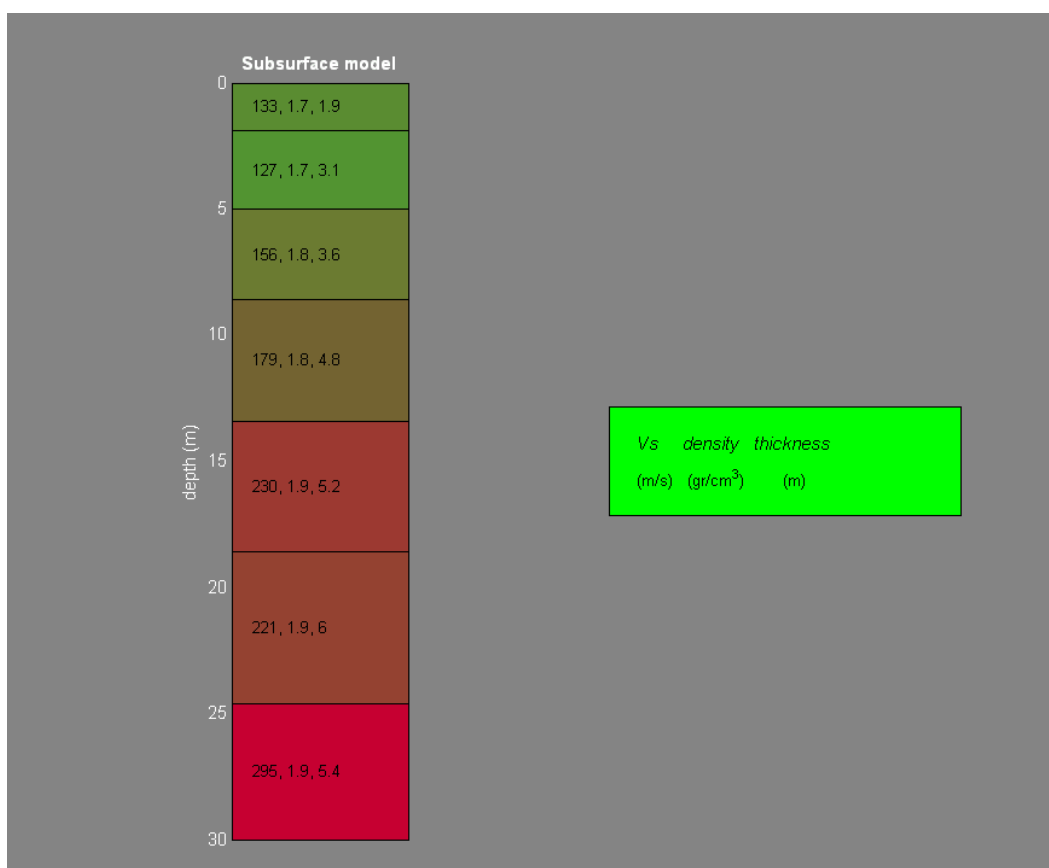 Subsurface model
0
133, 1.7, 1.9
127, 1.7, 3.1
5
156, 1.8, 3.6
10
179, 1.8, 4.8
depth (m)
15
230, 1.9, 5.2
20
221, 1.9, 6
25
295, 1.9, 5.4
30
Vs density thickness
(m/s) (gr/cm³) (m)